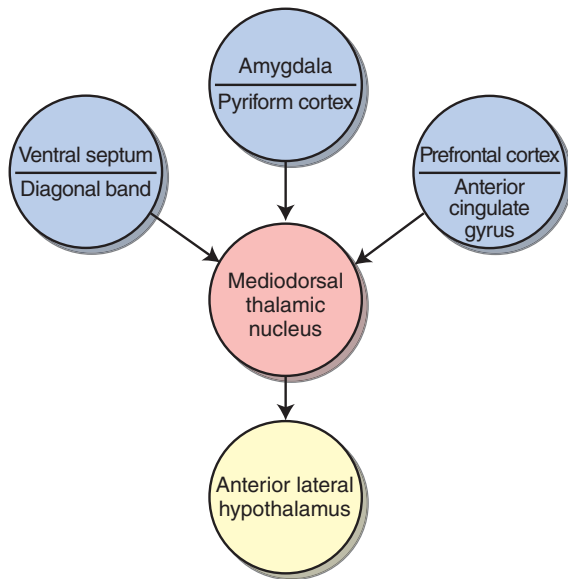 Amygdala
Pyriform cortex
Ventral septum
Diagonal band
Prefrontal cortex
Anterior
cingulate
gyrus
Mediodorsal
thalamic
nucleus
Anterior lateral
hypothalamus